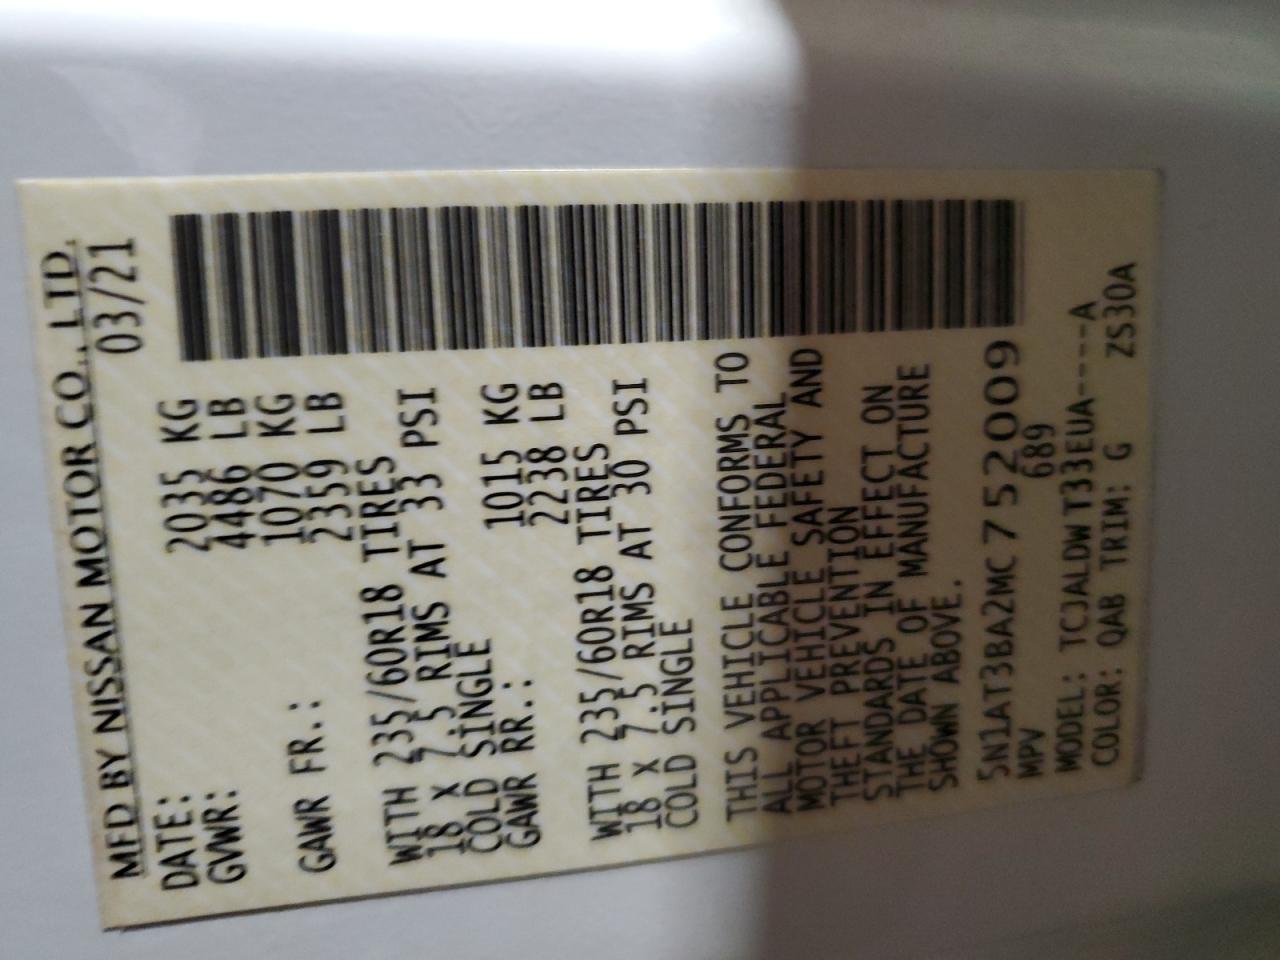 MFD BY NISSAN MOTOR CO., LTD.
DATE: 03/21
GVWR: 2035 KG
4486 LB
GAWR FR.: 1070 KG
2359 LB
WITH 235/60R18 TIRES
18 X 7.5 RIMS AT 33 PSI
COLD SINGLE
GAWR RR.: 1015 KG
2238 LB
WITH 235/60R18 TIRES
18 X 7.5 RIMS AT 30 PSI
COLD SINGLE
THIS VEHICLE CONFORMS TO
ALL APPLICABLE FEDERAL
MOTOR VEHICLE SAFETY AND
THEFT PREVENTION
STANDARDS IN EFFECT ON
THE DATE OF MANUFACTURE
SHOWN ABOVE.
5N1AT3BA2MC752009
MPV 689
MODEL: TCJALDWT33EUA----A
COLOR: QAB TRIM: G ZS30A